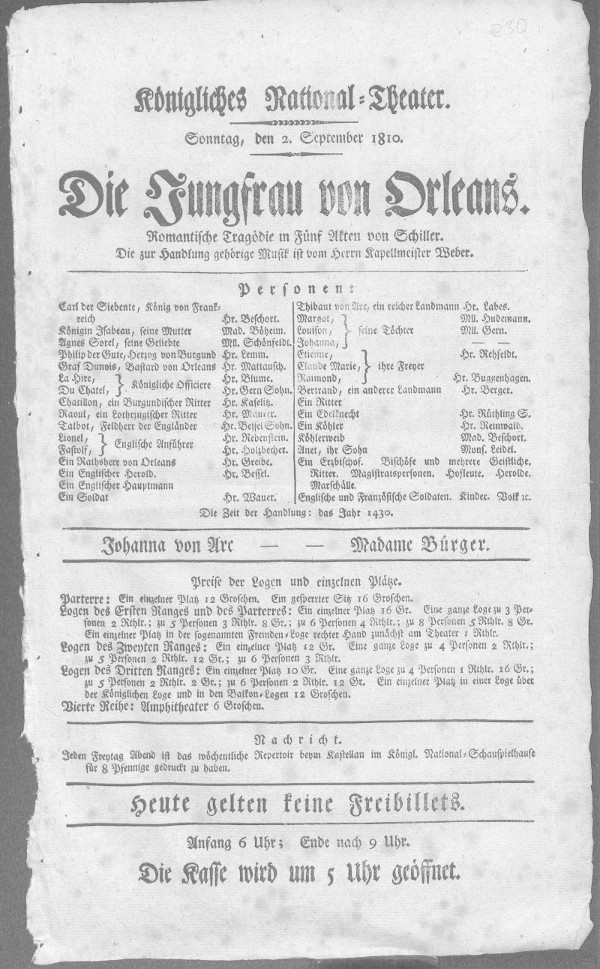 230
Königliches National-Theater.
Sonntag, den 2. September 1810.
Die Jungfrau von Orleans.
Romantische Tragödie in Fünf Akten von Schiller.
Die zur Handlung gehörige Musik ist vom Herrn Kapellmeister Weber.
Personen:
Carl der Siebente, König von Frank-
reich Hr. Beschort.
Königin Isabeau, seine Mutter Mad. Böheim.
Agnes Sorel, seine Geliebte Mll. Schönfeldt.
Philip der Gute, Herzog von Burgund Hr. Lemm.
Graf Dunois, Bastard von Orleans Hr. Mattausch.
La Hire, } Königliche Officiere Hr. Blume.
Du Chatel, } Hr. Gern Sohn.
Chatillon, ein Burgundischer Ritter Hr. Kaselitz.
Raoul, ein Lothringischer Ritter Hr. Maurer.
Talbot, Feldherr der Engländer Hr. Bessel Sohn.
Lionel, } Englische Anführer Hr. Rebenstein.
Fastolf, } Hr. Holzbecher.
Ein Rathsherr von Orleans Hr. Greibe.
Ein Englischer Herold. Hr. Bessel.
Ein Englischer Hauptmann
Ein Soldat Hr. Wauer.
Thibaut von Arc, ein reicher Landmann Hr. Labes.
Margot, } Mll. Hudemann.
Louison, } seine Töchter Mll. Gern.
Johanna, } — —
Etienne, } Hr. Rehfeldt.
Claude Marie, } ihre Freyer
Raimond, } Hr. Buggenhagen.
Bertrand, ein anderer Landmann Hr. Berger.
Ein Ritter
Ein Edelknecht Hr. Rüthling S.
Ein Köhler Hr. Reinwald.
Köhlerweib Mad. Beschort.
Anet, ihr Sohn Mons. Leidel.
Ein Erzbischof. Bischöfe und mehrere Geistliche,
Ritter. Magistratspersonen. Hofleute. Herolde.
Marschälle.
Englische und Französische Soldaten. Kinder. Volk ꝛc.
Die Zeit der Handlung: das Jahr 1430.
Johanna von Arc — — Madame Bürger.
Preise der Logen und einzelnen Plätze.
Parterre: Ein einzelner Platz 12 Groschen. Ein gesperrter Sitz 16 Groschen.
Logen des Ersten Ranges und des Parterres: Ein einzelner Platz 16 Gr. Eine ganze Loge zu 3 Per-
sonen 2 Rthlr.; zu 5 Personen 3 Rthlr. 8 Gr.; zu 6 Personen 4 Rthlr.; zu 8 Personen 5 Rthlr. 8 Gr.
Ein einzelner Platz in der sogenannten Fremden-Loge rechter Hand zunächst am Theater 1 Rthlr.
Logen des Zweyten Ranges: Ein einzelner Platz 12 Gr. Eine ganze Loge zu 4 Personen 2 Rthlr.;
zu 5 Personen 2 Rthlr. 12 Gr.; zu 6 Personen 3 Rthlr.
Logen des Dritten Ranges: Ein einzelner Platz 10 Gr. Eine ganze Loge zu 4 Personen 1 Rthlr. 16 Gr.;
zu 5 Personen 2 Rthlr. 2 Gr.; zu 6 Personen 2 Rthlr. 12 Gr. Ein einzelner Platz in einer Loge über
der Königlichen Loge und in den Balkon-Logen 12 Groschen.
Vierte Reihe: Amphitheater 6 Groschen.
Nachricht.
Jeden Freytag Abend ist das wöchentliche Repertoir beym Kastellan im Königl. National-Schauspielhause
für 8 Pfennige gedruckt zu haben.
Heute gelten keine Freibillets.
Anfang 6 Uhr; Ende nach 9 Uhr.
Die Kasse wird um 5 Uhr geöffnet.